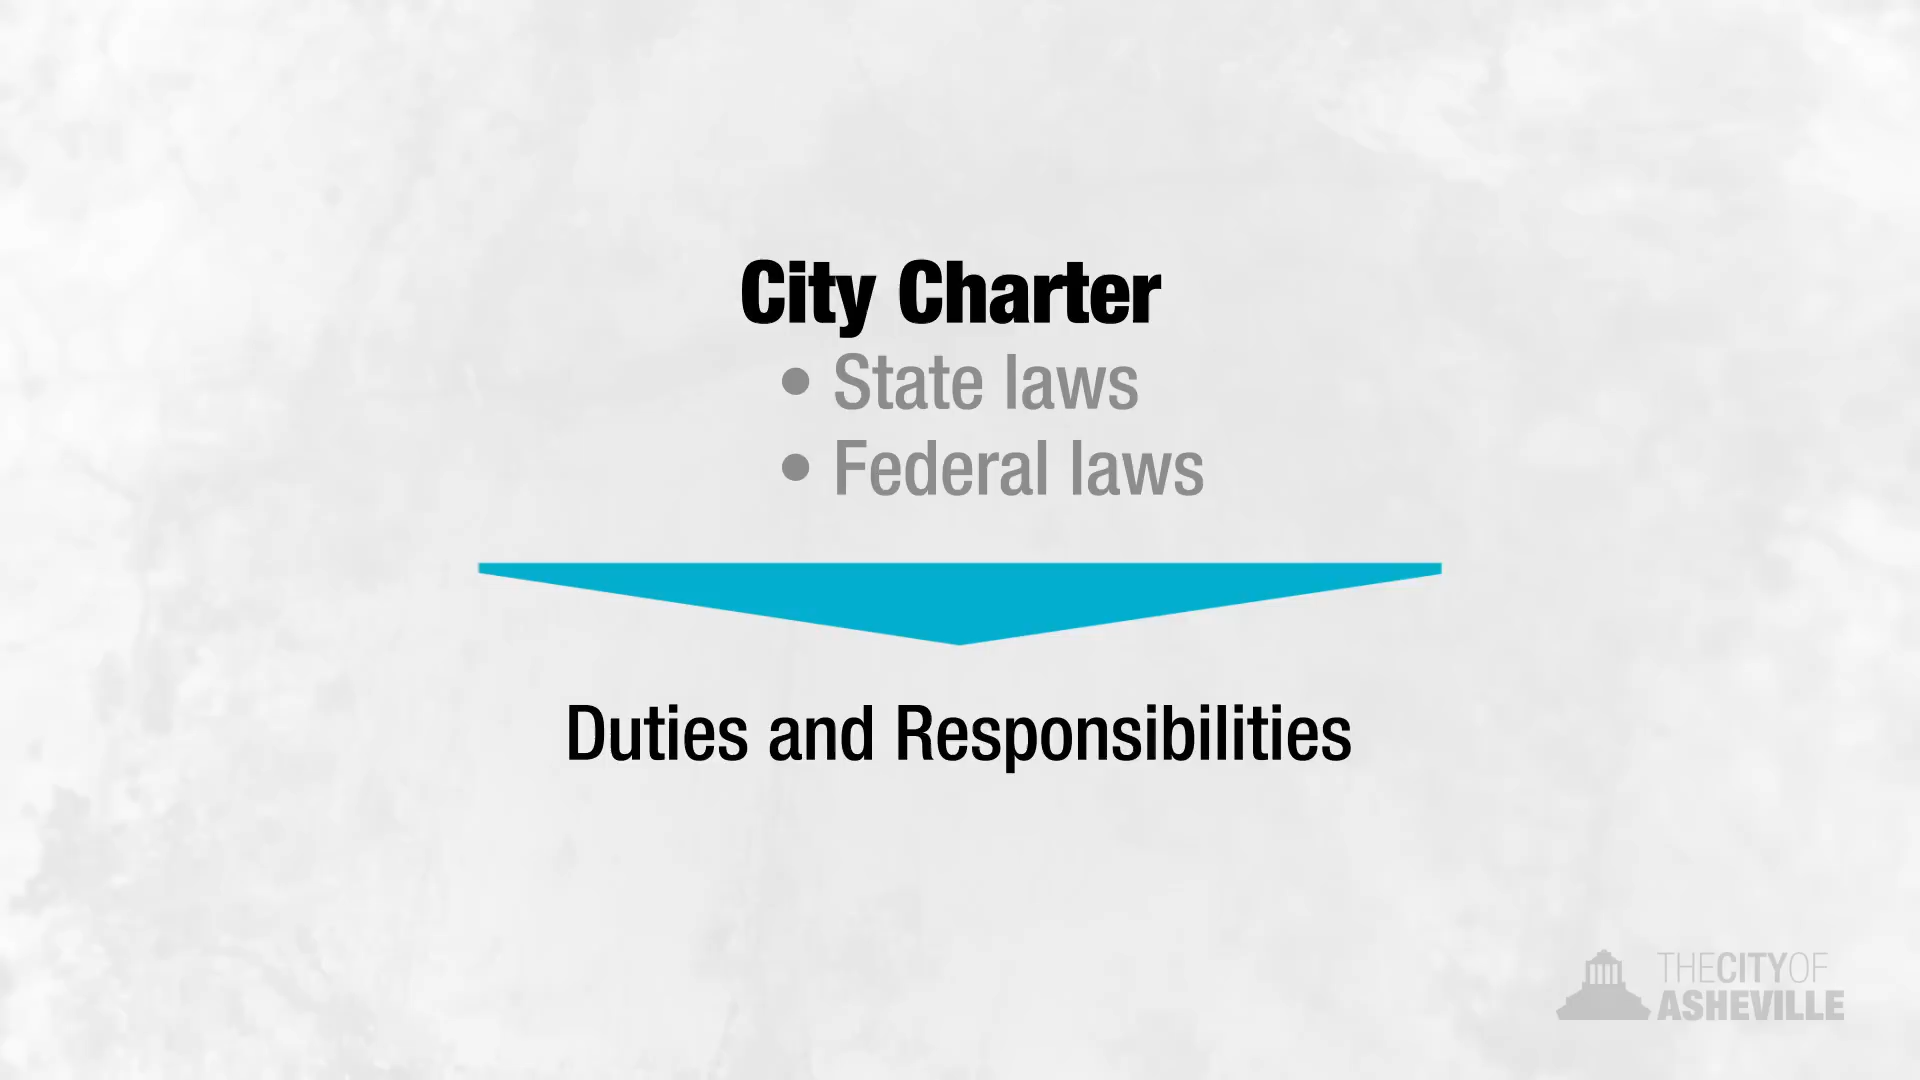 City Charter
• State laws
• Federal laws
Duties and Responsibilities
THECITYOF
ASHEVILLE